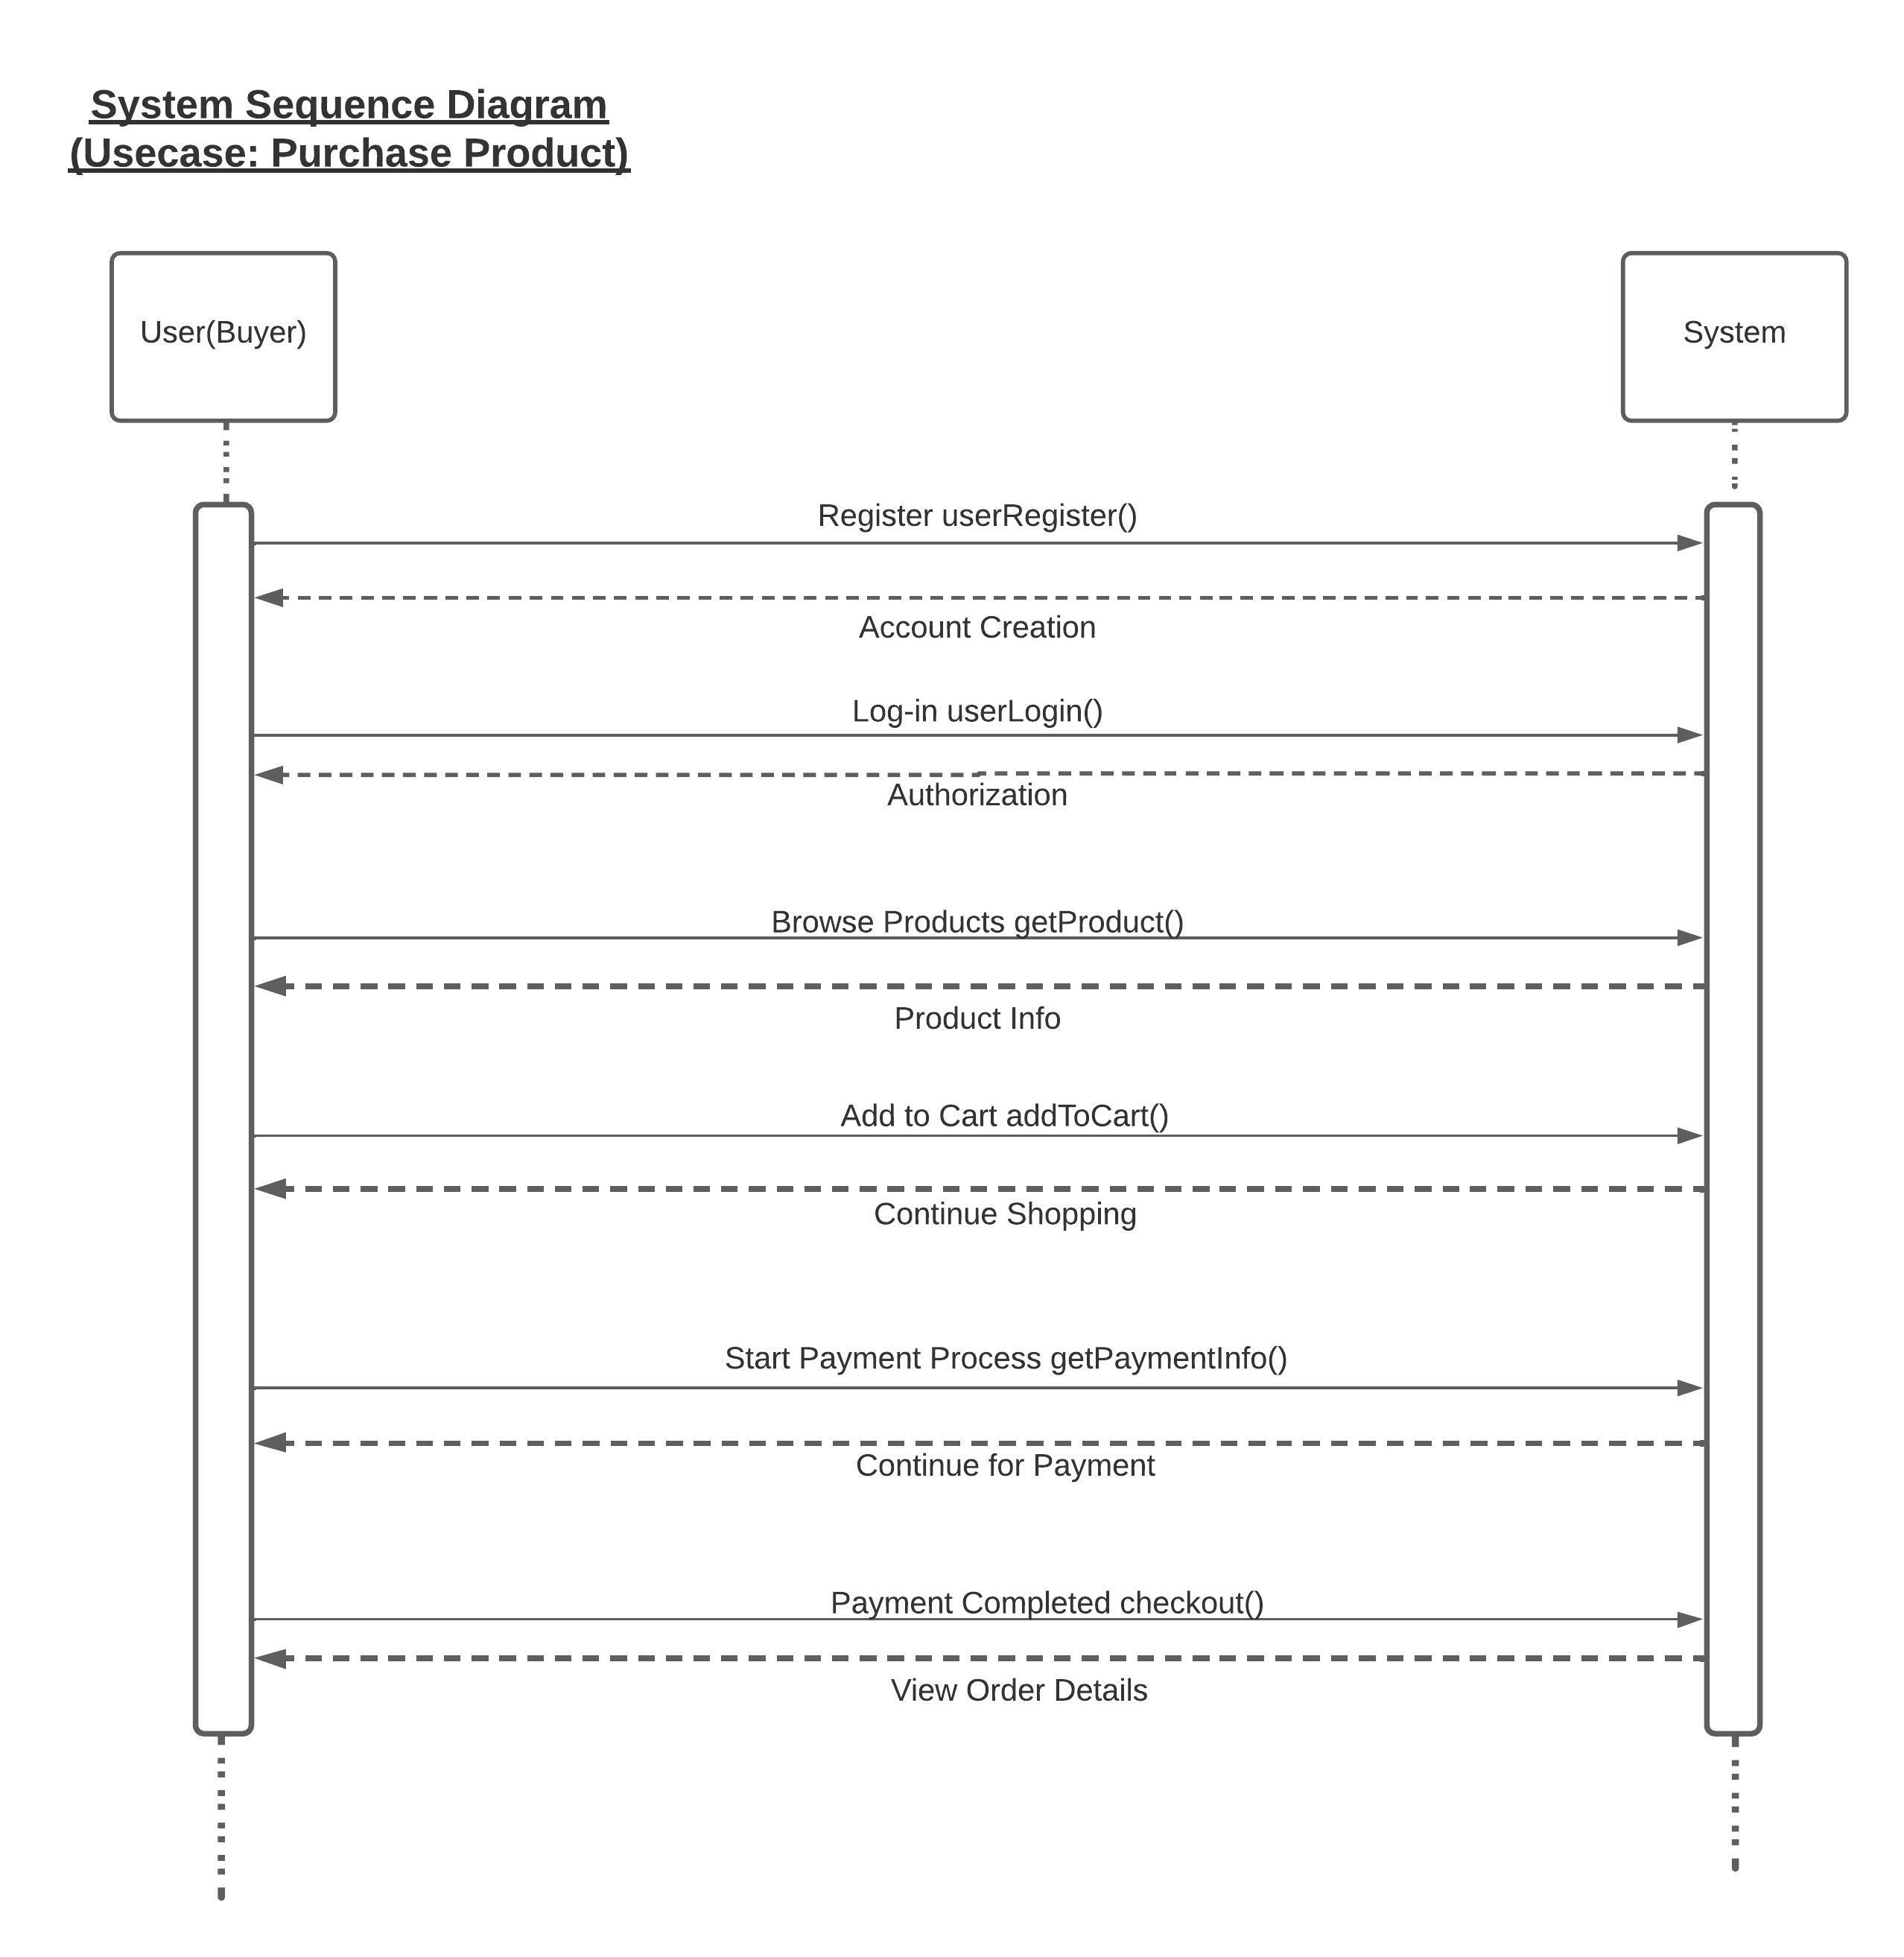 System Sequence Diagram
(Usecase: Purchase Product)
User(Buyer)
System
Register userRegister()
Account Creation
Log-in userLogin()
Authorization
Browse Products getProduct()
Product Info
Add to Cart addToCart()
Continue Shopping
Start Payment Process getPaymentInfo()
Continue for Payment
Payment Completed checkout()
View Order Details